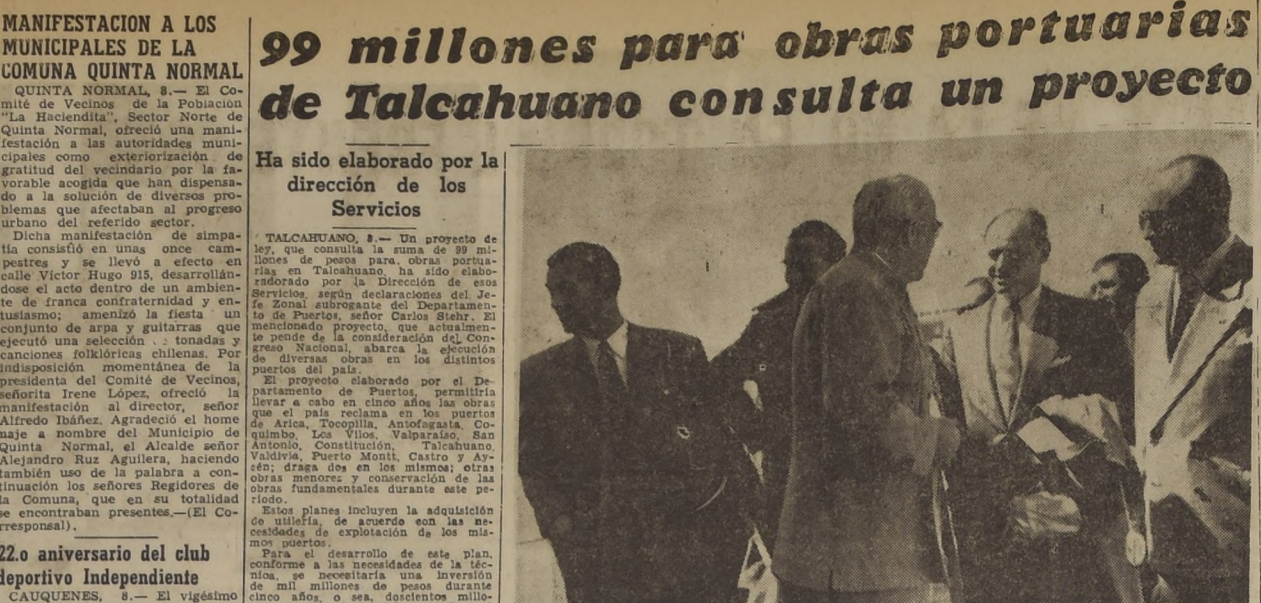 MANIFESTACION A LOS
MUNICIPALES DE LA
COMUNA QUINTA NORMAL
QUINTA NORMAL, 8.— El Co-
mité de Vecinos de la Población
"La Haciendita", Sector Norte de
Quinta Normal, ofreció una mani-
festación a las autoridades muni-
cipales como exteriorización de
gratitud del vecindario por la fa-
vorable acogida que han dispensa-
do a la solución de diversos pro-
blemas que afectaban al progreso
urbano del referido sector.
Dicha manifestación de simpa-
tía consistió en unas once cam-
pestres y se llevó a efecto en
calle Víctor Hugo 915, desarrollán-
dose el acto dentro de un ambien-
te de franca confraternidad y en-
tusiasmo; amenizó la fiesta un
conjunto de arpa y guitarras que
ejecutó una selección tonadas y
canciones folklóricas chilenas. Por
indisposición momentánea de la
presidenta del Comité de Vecinos,
señorita Irene López, ofreció la
manifestación al director, señor
Alfredo Ibáñez. Agradeció el home
naje a nombre del Municipio de
Quinta Normal, el Alcalde señor
Alejandro Ruz Aguilera, haciendo
también uso de la palabra a con-
tinuación los señores Regidores de
la Comuna, que en su totalidad
se encontraban presentes.—(El Co-
rresponsal).
22.o aniversario del club
deportivo Independiente
CAUQUENES, 8.— El vigésimo
99 millones para obras portuarias
de Talcahuano consulta un proyecto
Ha sido elaborado por la
dirección de los
Servicios
TALCAHUANO, 8.— Un proyecto de
ley, que consulta la suma de 99 mi-
llones de pesos para, obras portua-
rias en Talcahuano, ha sido elabo-
radorado por la Dirección de esos
Servicios, según declaraciones del Je-
fe Zonal subrogante del Departamen-
to de Puertos, señor Carlos Stehr. El
mencionado proyecto, que actualmen-
te pende de la consideración del Con-
greso Nacional, abarca la ejecución
de diversas obras en los distintos
puertos del país.
El proyecto elaborado por el De-
partamento de Puertos, permitiría
llevar a cabo en cinco años las obras
que el país reclama en los puertos
de Arica, Tocopilla, Antofagasta, Co-
quimbo, Los Vilos, Valparaíso, San
Antonio, Constitución, Talcahuano,
Valdivia, Puerto Montt, Castro y Ay-
sén; draga dos en los mismos; otras
obras menores y conservación de las
obras fundamentales durante este pe-
ríodo.
Estos planes incluyen la adquisición
de utilería, de acuerdo con las ne-
cesidades de explotación de los mis-
mos puertos.
Para el desarrollo de este plan,
conforme a las necesidades de la téc-
nica, se necesitaría una inversión
de mil millones de pesos durante
cinco años, o sea, doscientos millo-